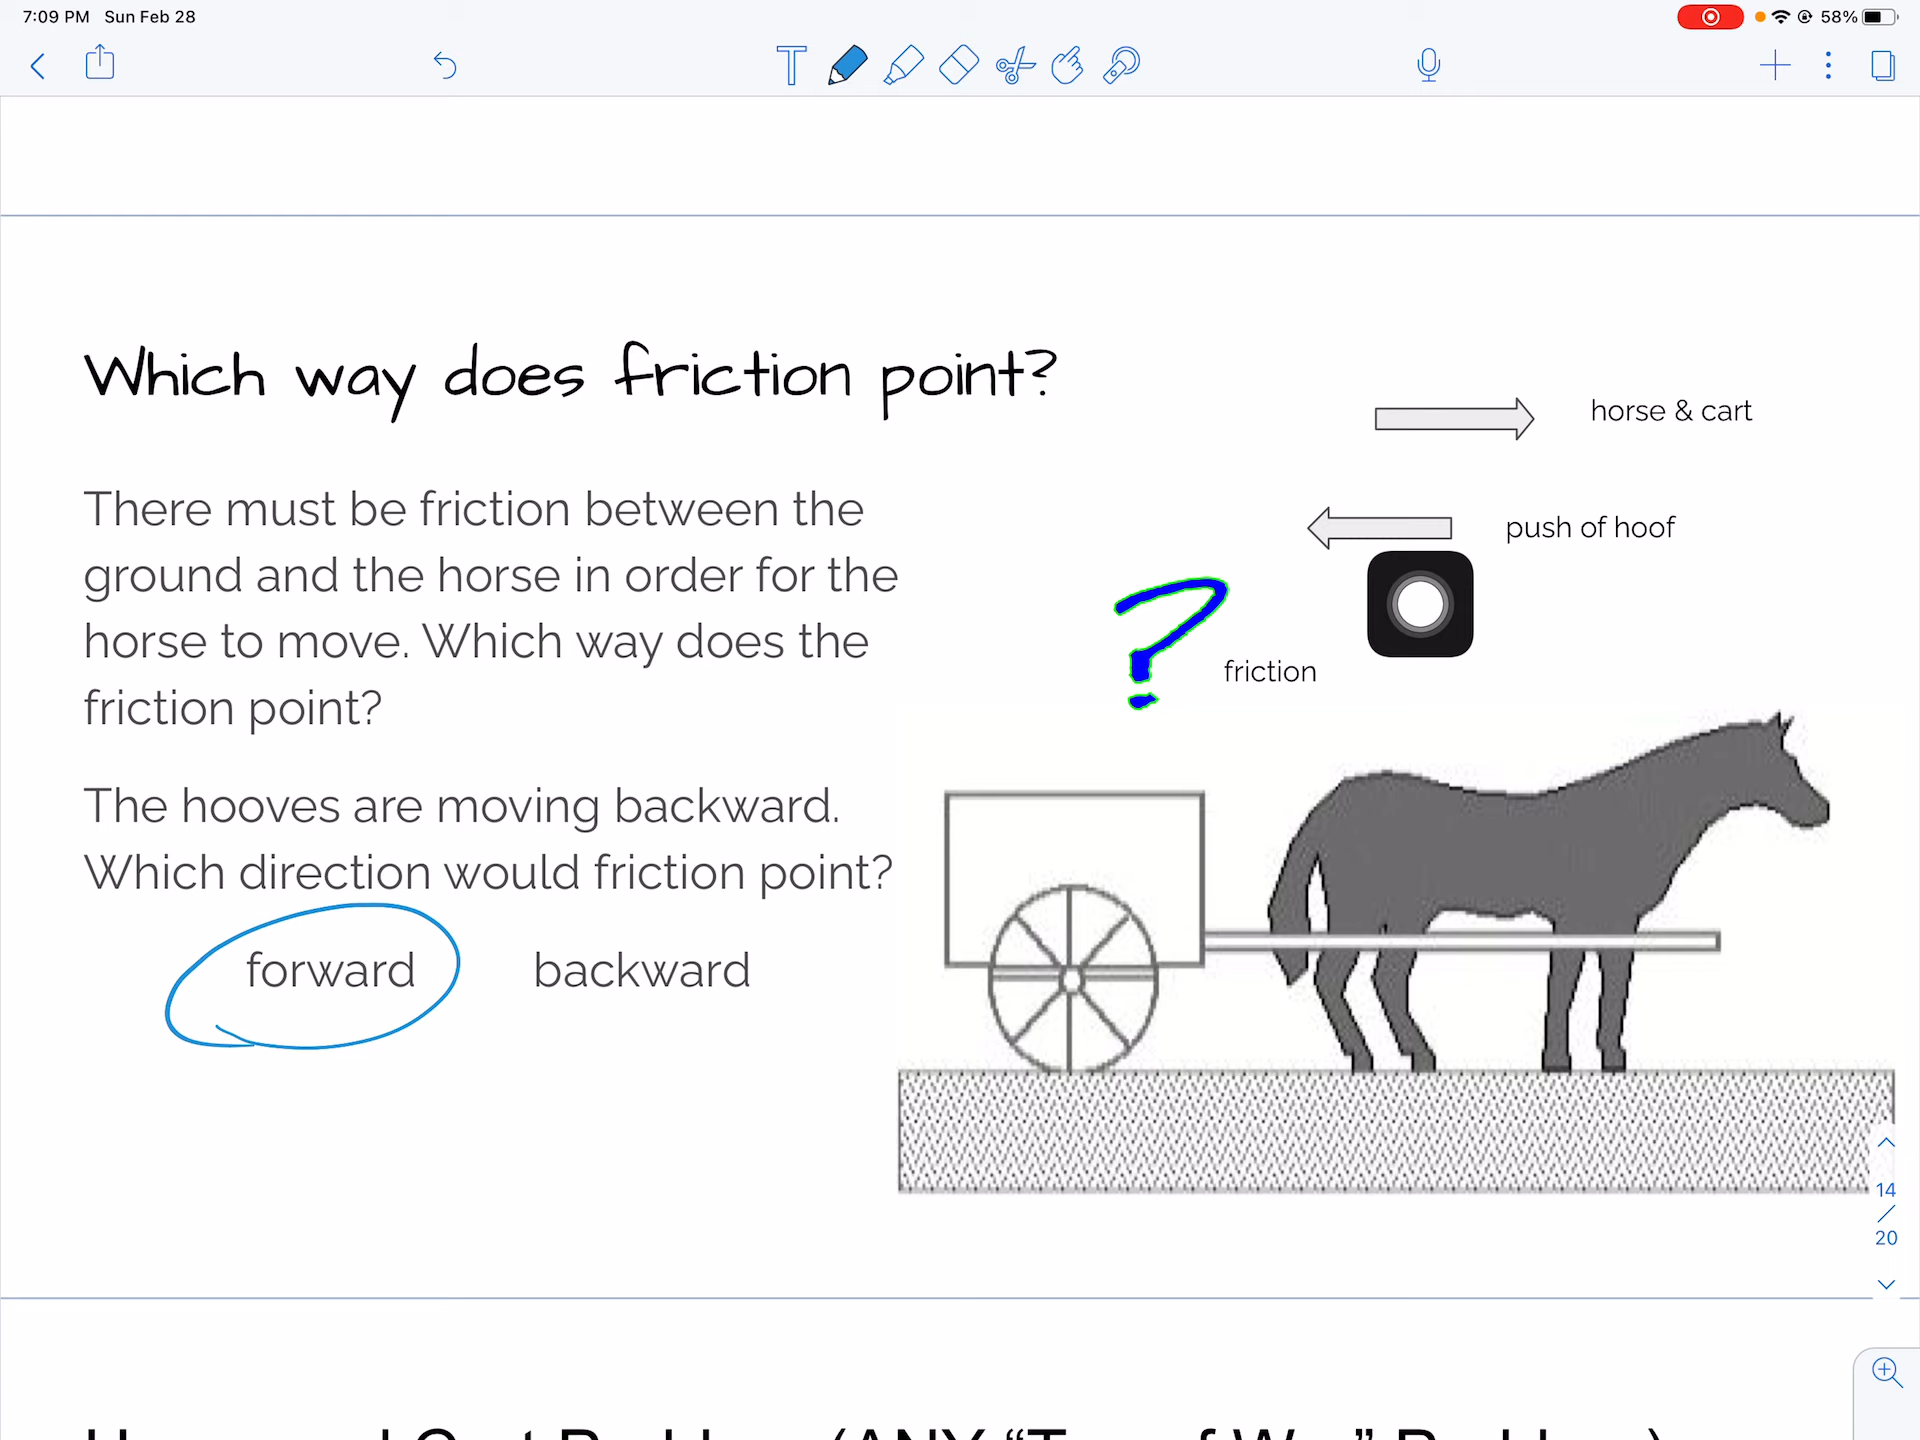 7:09 PM Sun Feb 28
58%
Which way does friction point?
horse & cart
There must be friction between the
push of hoof
ground and the horse in order for the
horse to move. Which way does the
friction
friction point?
The hooves are moving backward.
Which direction would friction point?
forward backward
14
/
20